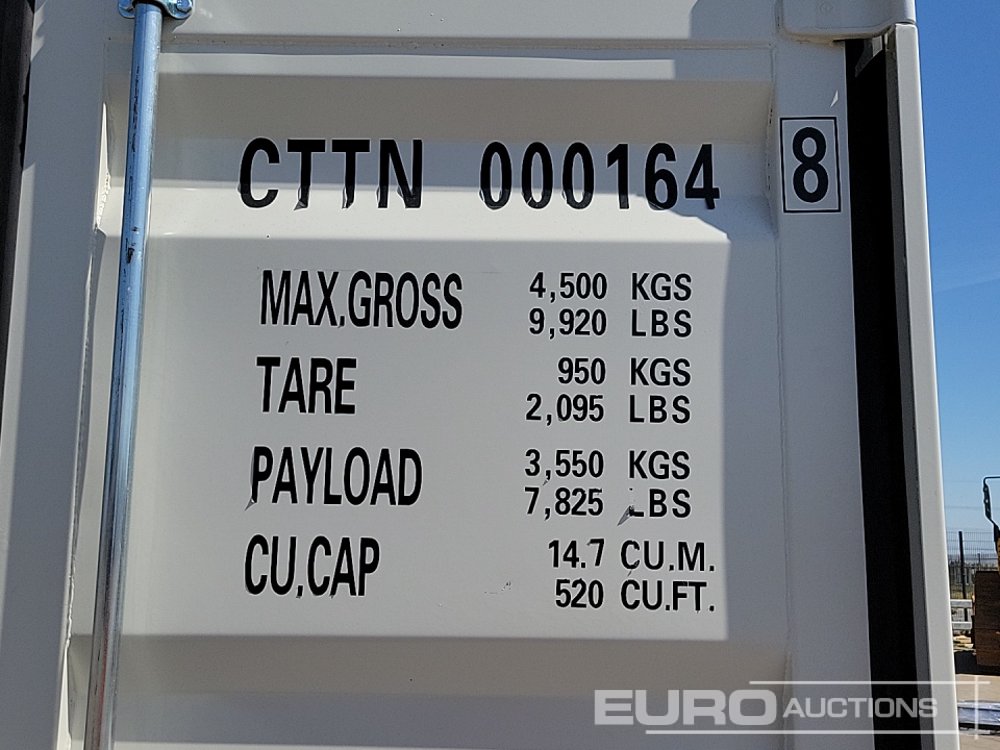 CTTN 000164 8
MAX.GROSS 4,500 KGS
9,920 LBS
TARE 950 KGS
2,095 LBS
PAYLOAD 3,550 KGS
7,825 LBS
CU.CAP 14.7 CU.M.
520 CU.FT.
EURO AUCTIONS